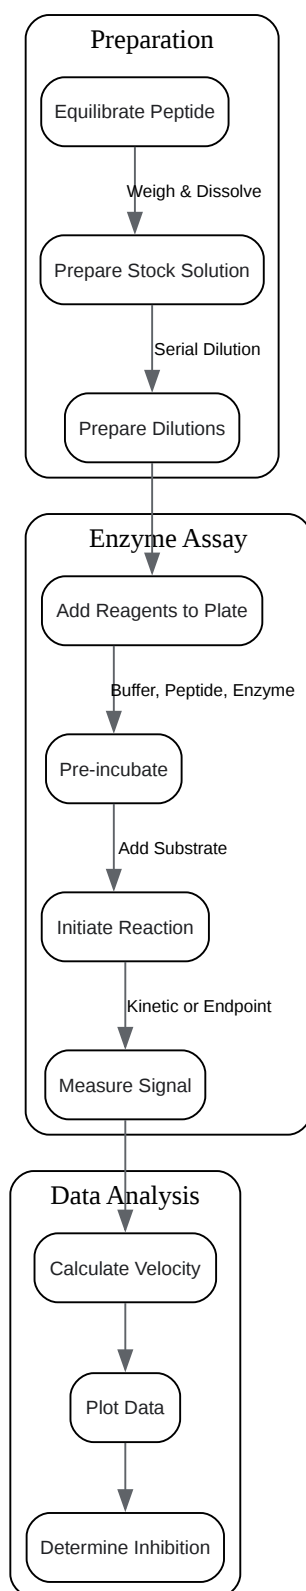 Preparation
Equilibrate Peptide
Weigh & Dissolve
Prepare Stock Solution
Serial Dilution
Prepare Dilutions
Enzyme Assay
Add Reagents to Plate
Buffer, Peptide, Enzyme
Pre-incubate
Add Substrate
Initiate Reaction
Kinetic or Endpoint
Measure Signal
Data Analysis
Calculate Velocity
Plot Data
Determine Inhibition